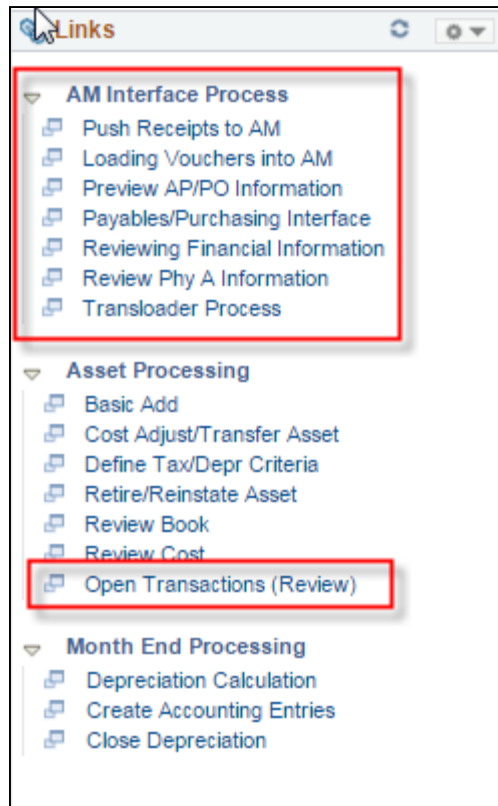 Links
AM Interface Process
Push Receipts to AM
Loading Vouchers into AM
Preview AP/PO Information
Payables/Purchasing Interface
Reviewing Financial Information
Review Phy A Information
Transloader Process
Asset Processing
Basic Add
Cost Adjust/Transfer Asset
Define Tax/Depr Criteria
Retire/Reinstate Asset
Review Book
Review Cost
Open Transactions (Review)
Month End Processing
Depreciation Calculation
Create Accounting Entries
Close Depreciation